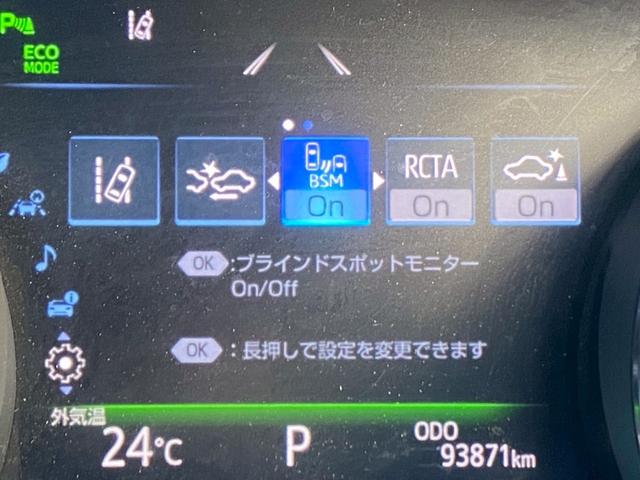 P
ECO
MODE
BSM
On
RCTA
On
On
OK :ブラインドスポットモニター
On/Off
OK :長押しで設定を変更できます
外気温
24℃
P
ODO
93871km